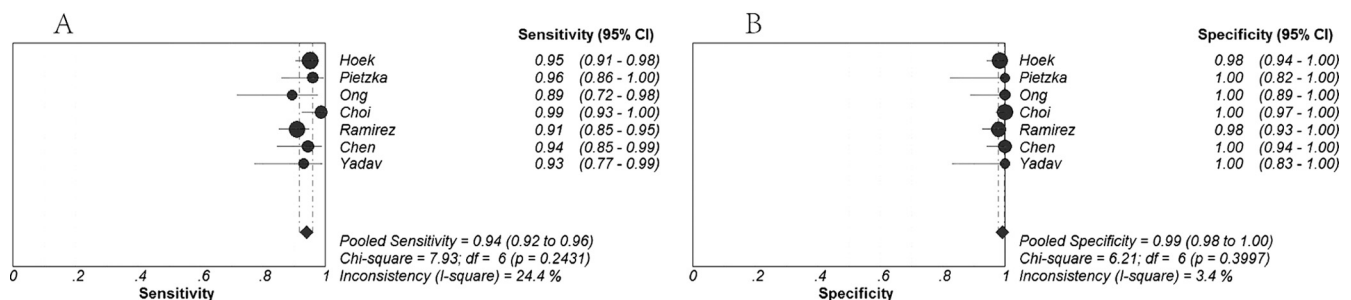 A
Sensitivity (95% CI)
Hoek 0.95 (0.91 - 0.98)
Pietzka 0.96 (0.86 - 1.00)
Ong 0.89 (0.72 - 0.98)
Choi 0.99 (0.93 - 1.00)
Ramirez 0.91 (0.85 - 0.95)
Chen 0.94 (0.85 - 0.99)
Yadav 0.93 (0.77 - 0.99)
Pooled Sensitivity = 0.94 (0.92 to 0.96)
Chi-square = 7.93; df = 6 (p = 0.2431)
Inconsistency (I-square) = 24.4 %
0 .2 .4 .6 .8 1
Sensitivity
B
Specificity (95% CI)
Hoek 0.98 (0.94 - 1.00)
Pietzka 1.00 (0.82 - 1.00)
Ong 1.00 (0.89 - 1.00)
Choi 1.00 (0.97 - 1.00)
Ramirez 0.98 (0.93 - 1.00)
Chen 1.00 (0.94 - 1.00)
Yadav 1.00 (0.83 - 1.00)
Pooled Specificity = 0.99 (0.98 to 1.00)
Chi-square = 6.21; df = 6 (p = 0.3997)
Inconsistency (I-square) = 3.4 %
0 .2 .4 .6 .8 1
Specificity